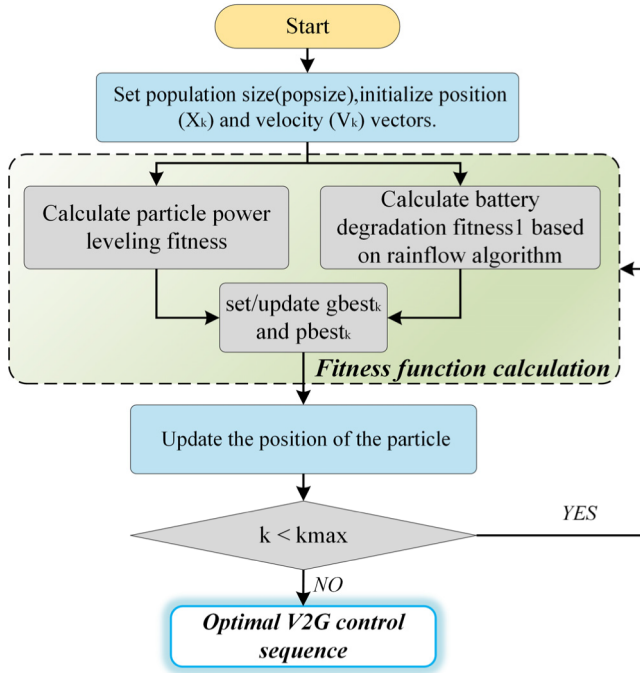 Start
Set population size(popsize),initialize position
(Xk) and velocity (Vk) vectors.
Calculate particle power
leveling fitness
Calculate battery
degradation fitness1 based
on rainflow algorithm
set/update gbestk
and pbestk
Fitness function calculation
Update the position of the particle
k < kmax
YES
NO
Optimal V2G control
sequence